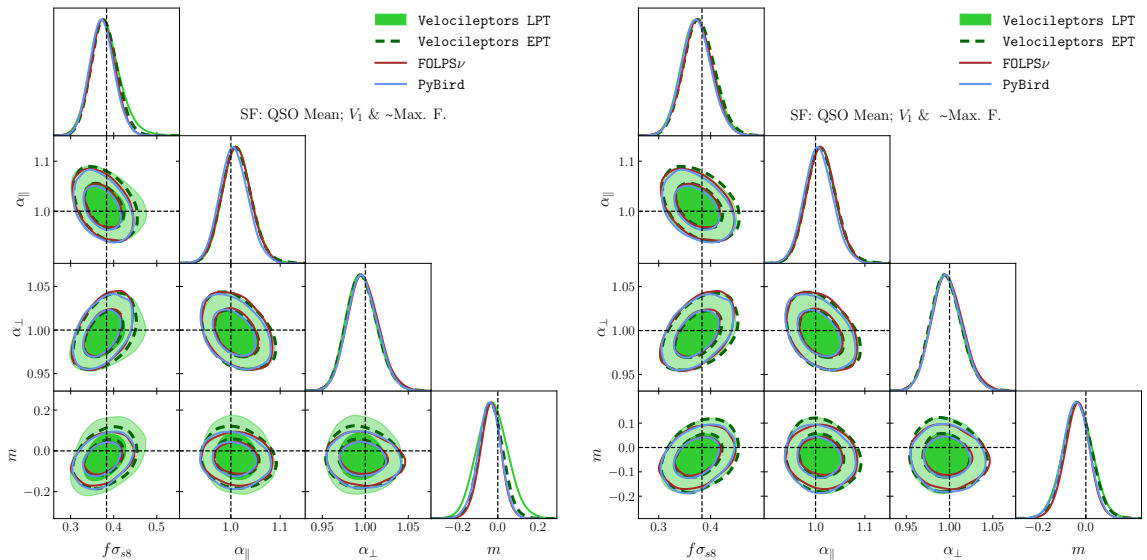 Velocileptors LPT
Velocileptors EPT
FOLPSν
PyBird
SF: QSO Mean; V₁ & ~Max. F.
α∥
1.1
1.0
α⊥
1.05
1.00
0.95
m
0.2
0.0
−0.2
0.3 0.4 0.5
1.0 1.1
0.95 1.00 1.05
−0.2 0.0 0.2
fσs8 α∥ α⊥ m
Velocileptors LPT
Velocileptors EPT
FOLPSν
PyBird
SF: QSO Mean; V₁ & ~Max. F.
α∥
1.1
1.0
α⊥
1.05
1.00
0.95
m
0.1
0.0
−0.1
−0.2
0.3 0.4
1.0 1.1
0.95 1.00 1.05
−0.2 0.0
fσs8 α∥ α⊥ m